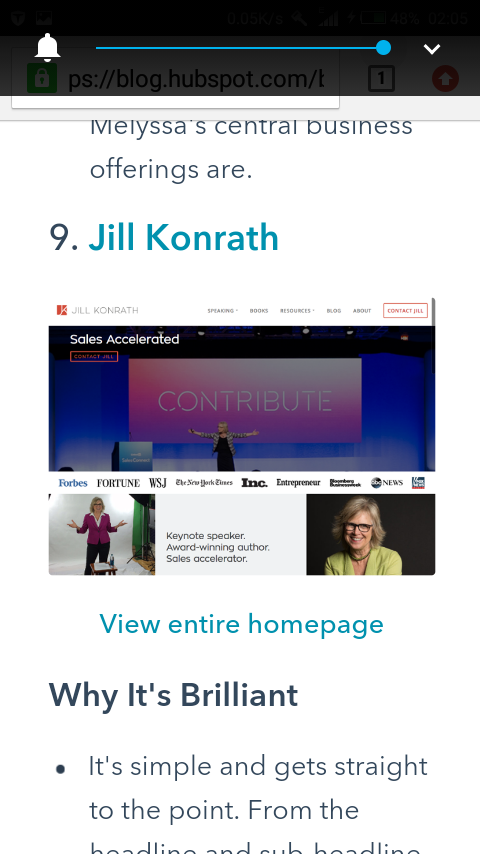 0.05K/s 48% 02.05
ps://blog.hubspot.com/b
1
Melyssa's central business
offerings are.
9. Jill Konrath
JILL KONRATH SPEAKING BOOKS RESOURCES BLOG ABOUT CONTACT JILL
Sales Accelerated
CONTACT JILL
CONTRIBUTE
Forbes FORTUNE WSJ The New York Times Inc. Entrepreneur Bloomberg Businessweek abc NEWS
Keynote speaker.
Award-winning author.
Sales accelerator.
View entire homepage
Why It's Brilliant
• It's simple and gets straight
to the point. From the
headline and sub-headline